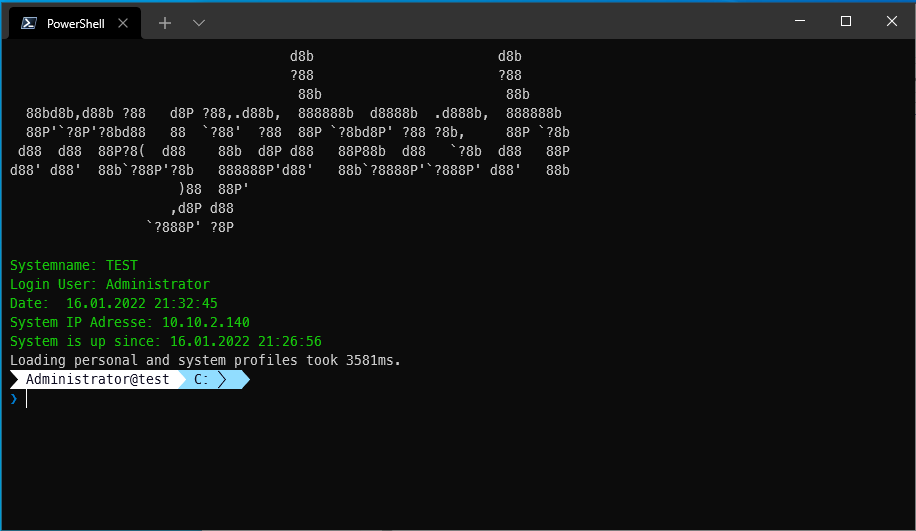 PowerShell
                                   d8b                       d8b
                                   ?88                       ?88
                                    88b                       88b
  88bd8b,d88b ?88   d8P ?88,.d88b,  888888b  d8888b  .d888b,  888888b
  88P'`?8P'?8bd88   88  `?88'  ?88  88P `?8bd8P' ?88 ?8b,     88P `?8b
 d88  d88  88P?8(  d88    88b  d8P d88   88P88b  d88   `?8b  d88   88P
d88' d88'  88b`?88P'?8b   888888P'd88'   88b`?8888P'`?888P' d88'   88b
                     )88  88P'
                    ,d8P d88
                 `?888P' ?8P
Systemname: TEST
Login User: Administrator
Date:  16.01.2022 21:32:45
System IP Adresse: 10.10.2.140
System is up since: 16.01.2022 21:26:56
Loading personal and system profiles took 3581ms.
Administrator@test C:
❯